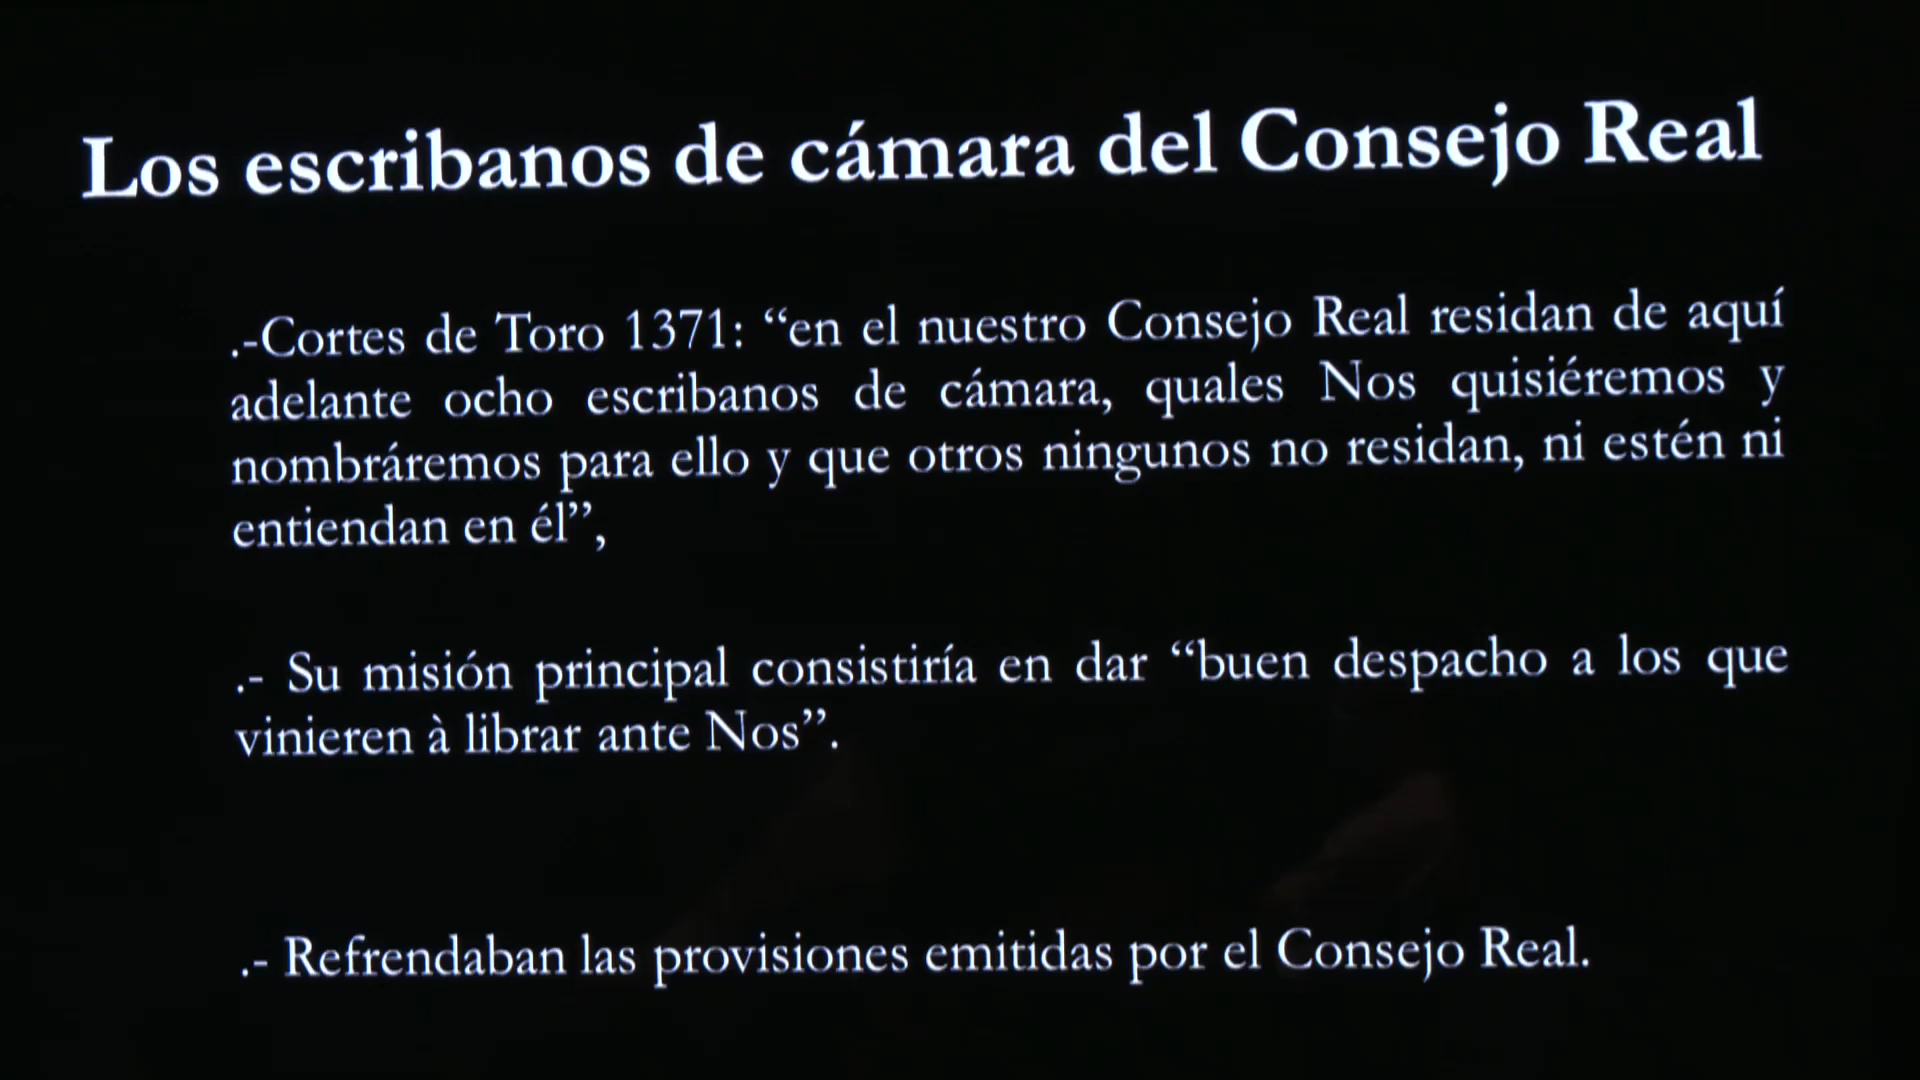 Los escribanos de cámara del Consejo Real
.-Cortes de Toro 1371: “en el nuestro Consejo Real residan de aquí
adelante ocho escribanos de cámara, quales Nos quisiéremos y
nombráremos para ello y que otros ningunos no residan, ni estén ni
entiendan en él”,
.- Su misión principal consistiría en dar “buen despacho a los que
vinieren à librar ante Nos”.
.- Refrendaban las provisiones emitidas por el Consejo Real.